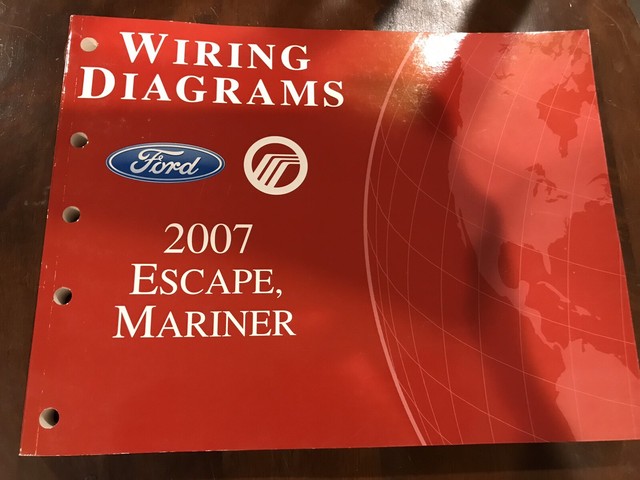 WIRING
DIAGRAMS
Ford
2007
ESCAPE,
MARINER